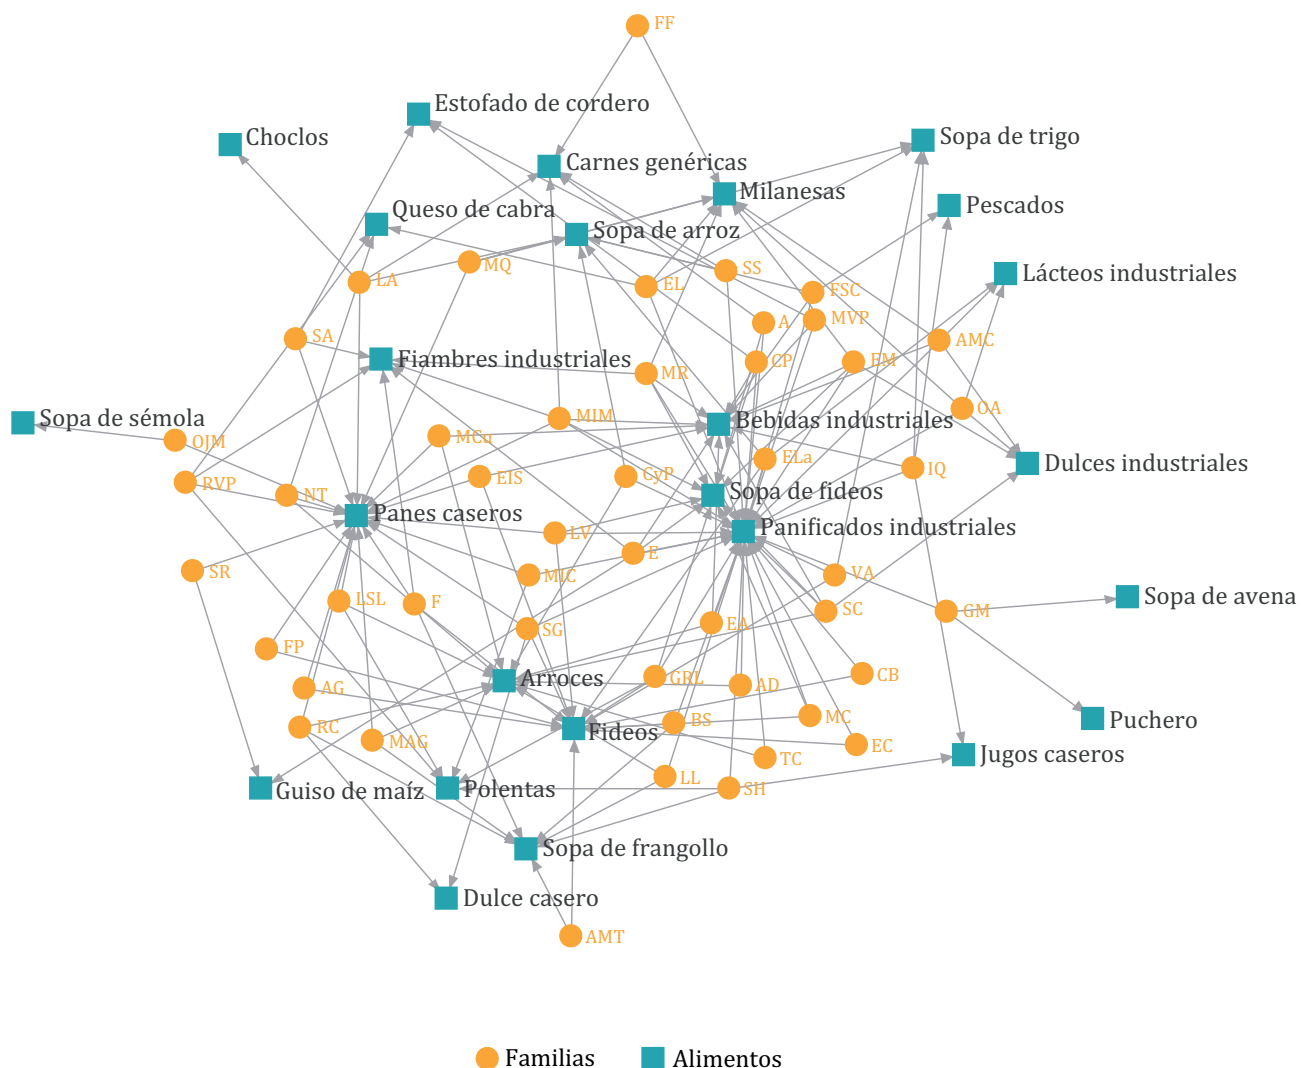 FF
Estofado de cordero
Choclos
Sopa de trigo
Carnes genéricas
Milanesas
Queso de cabra
Pescados
Sopa de arroz
MQ
SS
Lácteos industriales
LA
EL
FSC
A
MVP
SA
AMC
Fiambres industriales
CP
FM
MR
OA
Sopa de sémola
MIM
Bebidas industriales
OJM
MCu
ELa
Dulces industriales
RVP
NT
EIS
CyP
IQ
Sopa de fideos
Panes caseros
Panificados industriales
LV
E
SR
MIC
VA
Sopa de avena
LSL
F
SC
GM
SG
EA
FP
Arroces
GRL
AD
CB
AG
RC
MAG
Fideos
BS
MC
Puchero
EC
TC
Jugos caseros
LL
Guiso de maíz
Polentas
SH
Sopa de frangollo
Dulce casero
AMT
Familias
Alimentos